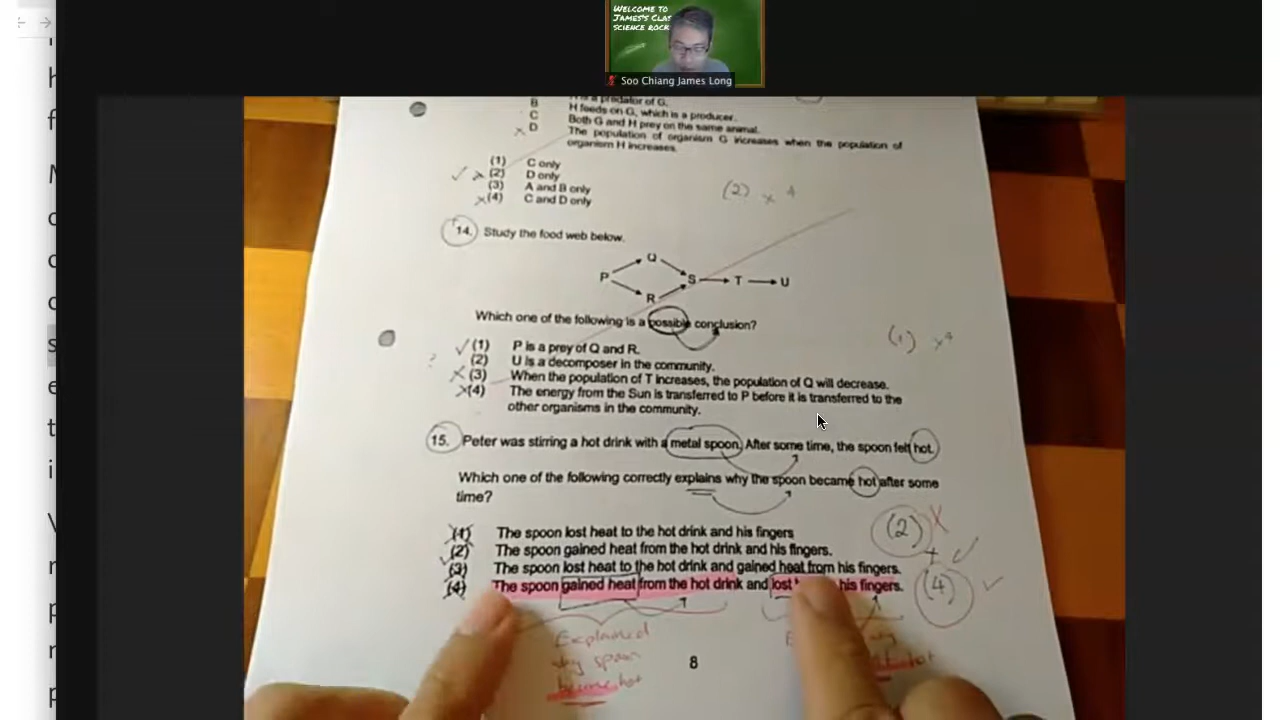 WELCOME TO
JAMES'S CLAS
SCIENCE ROCK
Soo Chiang James Long
is a predator of G.
B H feeds on G, which is a producer.
C Both G and H prey on the same animal.
D The population of organism G increases when the population of
organism H increases.
(1) C only
(2) D only
(3) A and B only
(4) C and D only
(2) x
14. Study the food web below.
Q
P S T U
R
Which one of the following is a possible conclusion?
(1) x
(1) P is a prey of Q and R.
(2) U is a decomposer in the community.
(3) When the population of T increases, the population of Q will decrease.
(4) The energy from the Sun is transferred to P before it is transferred to the
other organisms in the community.
15. Peter was stirring a hot drink with a metal spoon. After some time, the spoon felt hot.
Which one of the following correctly explains why the spoon became hot after some
time?
(1) The spoon lost heat to the hot drink and his fingers
(2) The spoon gained heat from the hot drink and his fingers.
(3) The spoon lost heat to the hot drink and gained heat from his fingers.
(4) The spoon gained heat from the hot drink and lost his fingers.
(2)
(4)
Explained
why spoon
became hot
hot
8